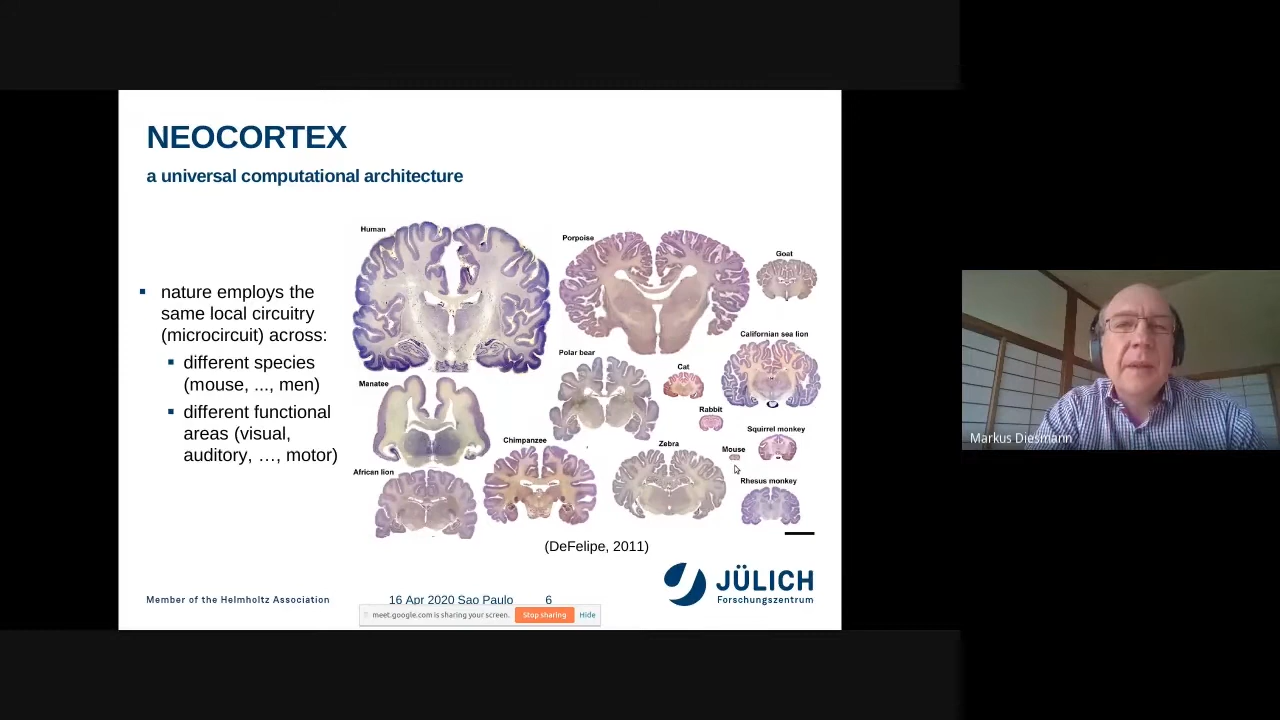 NEOCORTEX
a universal computational architecture
▪ nature employs the
same local circuitry
(microcircuit) across:
▪ different species
(mouse, ..., men)
▪ different functional
areas (visual,
auditory, …, motor)
Human
Porpoise
Goat
Californian sea lion
Polar bear
Cat
Manatee
Rabbit
Squirrel monkey
Chimpanzee
Zebra
Mouse
African lion
Rhesus monkey
(DeFelipe, 2011)
JÜLICH
Forschungszentrum
Member of the Helmholtz Association
16 Apr 2020 Sao Paulo
6
meet.google.com is sharing your screen.
Stop sharing
Hide
Markus Diesmann